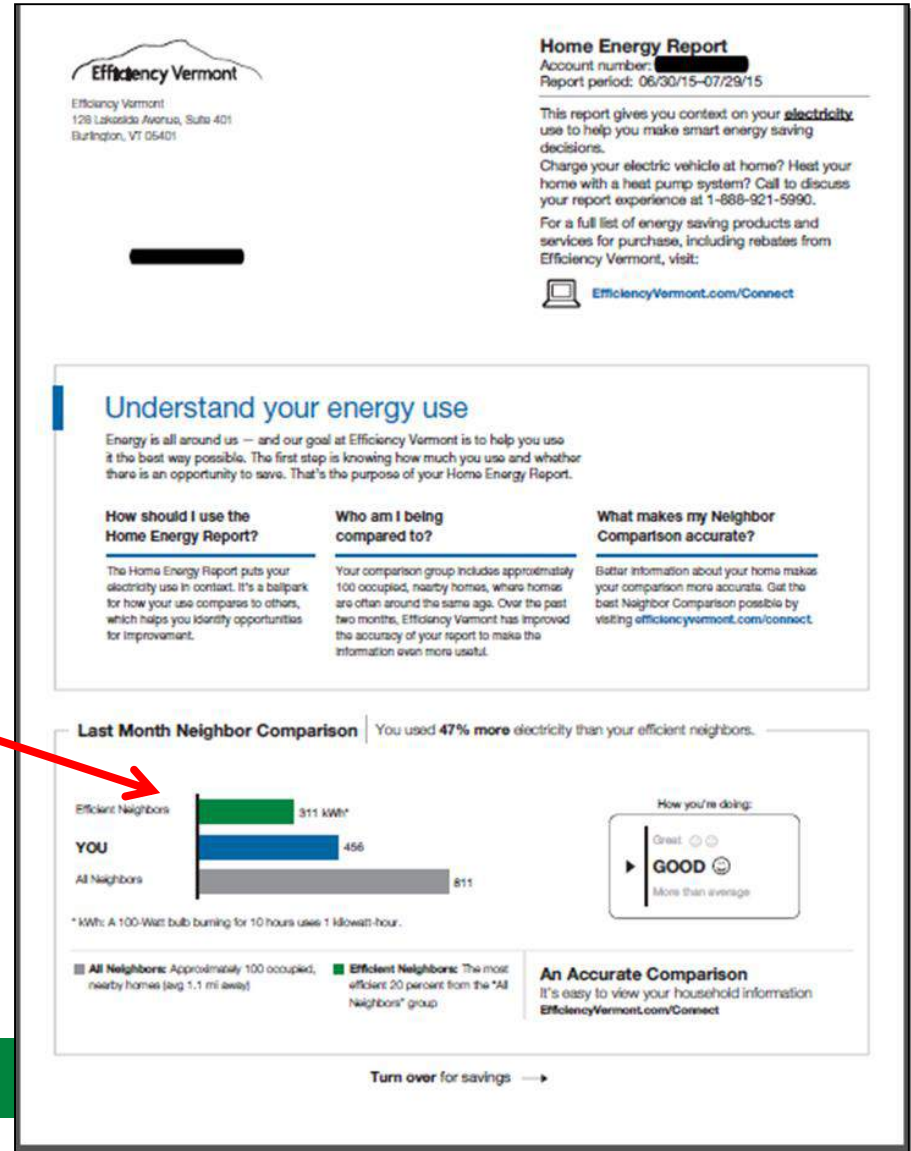 Efficiency Vermont
Efficiency Vermont
128 Lakeside Avenue, Suite 401
Burlington, VT 05401
Home Energy Report
Account number:
Report period: 06/30/15–07/29/15
This report gives you context on your electricity
use to help you make smart energy saving
decisions.
Charge your electric vehicle at home? Heat your
home with a heat pump system? Call to discuss
your report experience at 1-888-921-5990.
For a full list of energy saving products and
services for purchase, including rebates from
Efficiency Vermont, visit:
EfficiencyVermont.com/Connect
Understand your energy use
Energy is all around us — and our goal at Efficiency Vermont is to help you use
it the best way possible. The first step is knowing how much you use and whether
there is an opportunity to save. That's the purpose of your Home Energy Report.
How should I use the
Home Energy Report?
The Home Energy Report puts your
electricity use in context. It's a ballpark
for how your use compares to others,
which helps you identify opportunities
for improvement.
Who am I being
compared to?
Your comparison group includes approximately
100 occupied, nearby homes, where homes
are often around the same age. Over the past
two months, Efficiency Vermont has improved
the accuracy of your report to make the
information even more useful.
What makes my Neighbor
Comparison accurate?
Better information about your home makes
your comparison more accurate. Get the
best Neighbor Comparison possible by
visiting efficiencyvermont.com/connect.
Last Month Neighbor Comparison
You used 47% more electricity than your efficient neighbors.
Efficient Neighbors 311 kWh*
YOU 456
All Neighbors 811
* kWh: A 100-Watt bulb burning for 10 hours uses 1 kilowatt-hour.
How you're doing:
Great
GOOD
More than average
All Neighbors: Approximately 100 occupied,
nearby homes (avg 1.1 mi away)
Efficient Neighbors: The most
efficient 20 percent from the "All
Neighbors" group
An Accurate Comparison
It's easy to view your household information
EfficiencyVermont.com/Connect
Turn over for savings